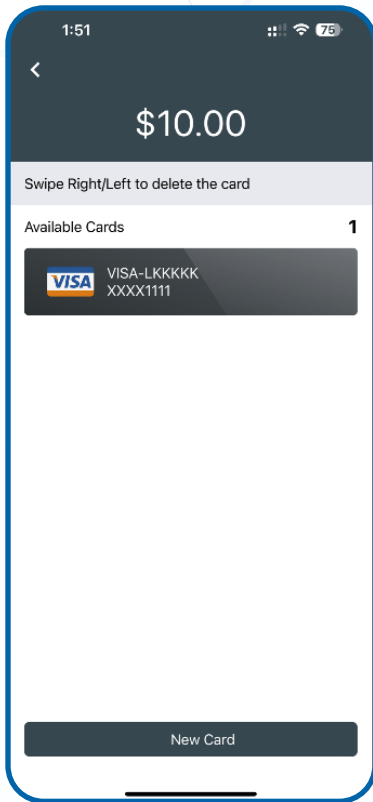 1:51
75
$10.00
Swipe Right/Left to delete the card
Available Cards 1
VISA
VISA-LKKKKK
XXXX1111
New Card